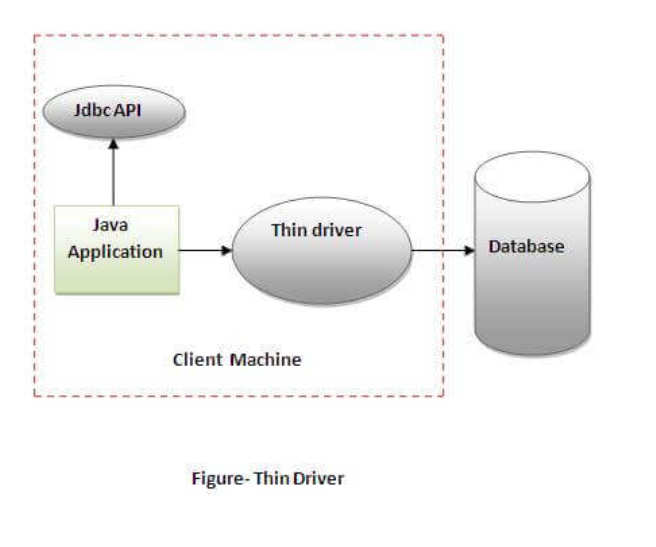 Jdbc API
Java
Application
Thin driver
Database
Client Machine
Figure- Thin Driver